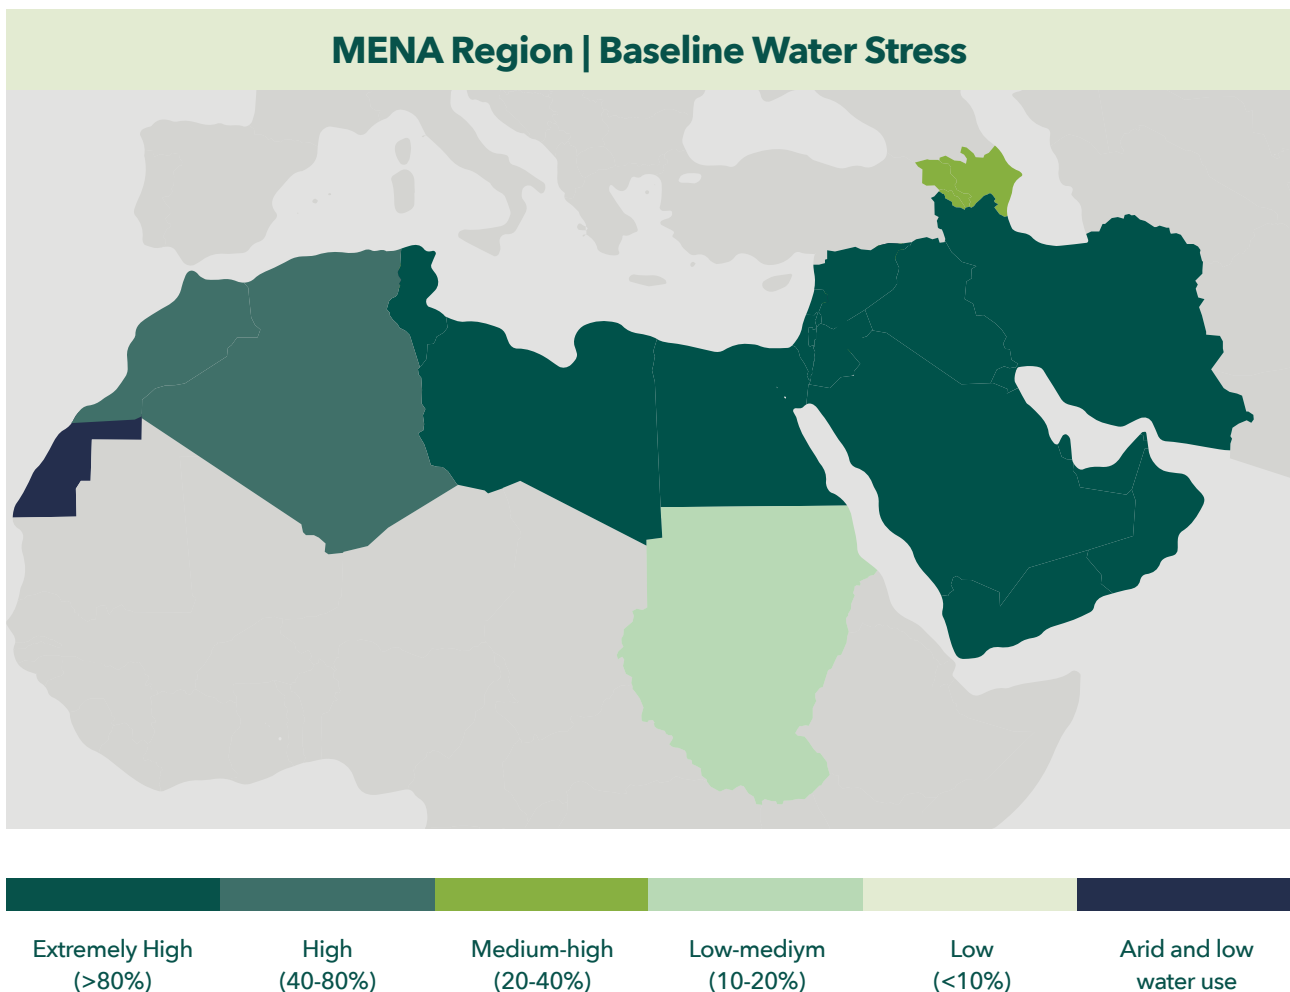 MENA Region | Baseline Water Stress
Extremely High
(>80%)
High
(40-80%)
Medium-high
(20-40%)
Low-mediym
(10-20%)
Low
(<10%)
Arid and low
water use